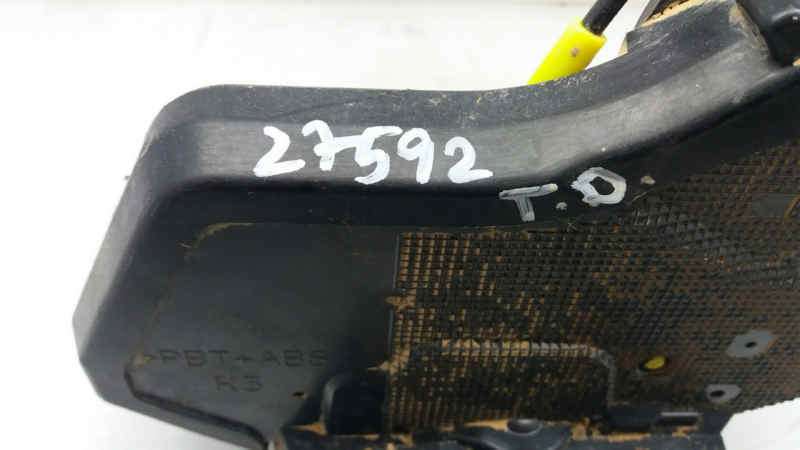 27592
T.O.
>PBT+ABS
R3